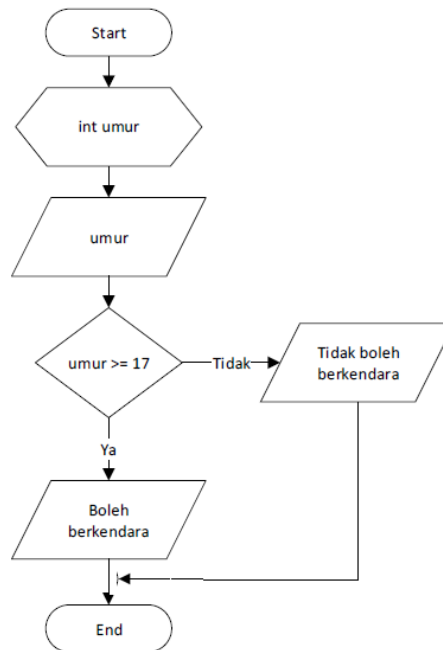 Start
int umur
umur
umur >= 17
Tidak
Tidak boleh
berkendara
Ya
Boleh
berkendara
End